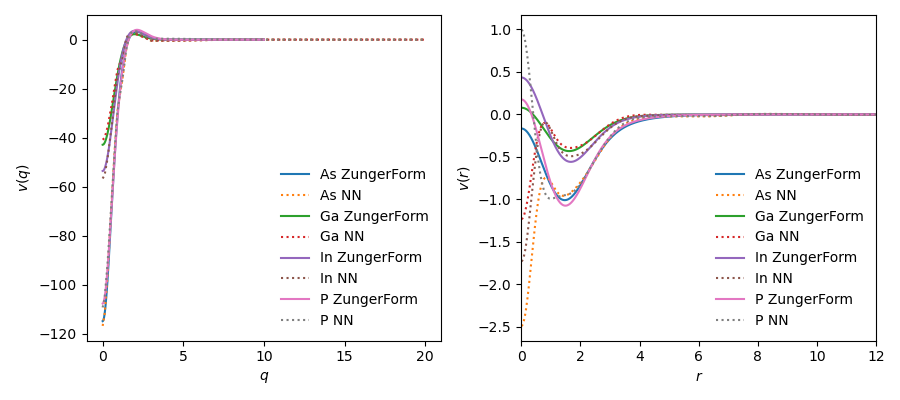 0
−20
−40
−60
−80
−100
−120
v(q)
0
5
10
15
20
q
As ZungerForm
As NN
Ga ZungerForm
Ga NN
In ZungerForm
In NN
P ZungerForm
P NN
1.0
0.5
0.0
−0.5
−1.0
−1.5
−2.0
−2.5
v(r)
0
2
4
6
8
10
12
r
As ZungerForm
As NN
Ga ZungerForm
Ga NN
In ZungerForm
In NN
P ZungerForm
P NN